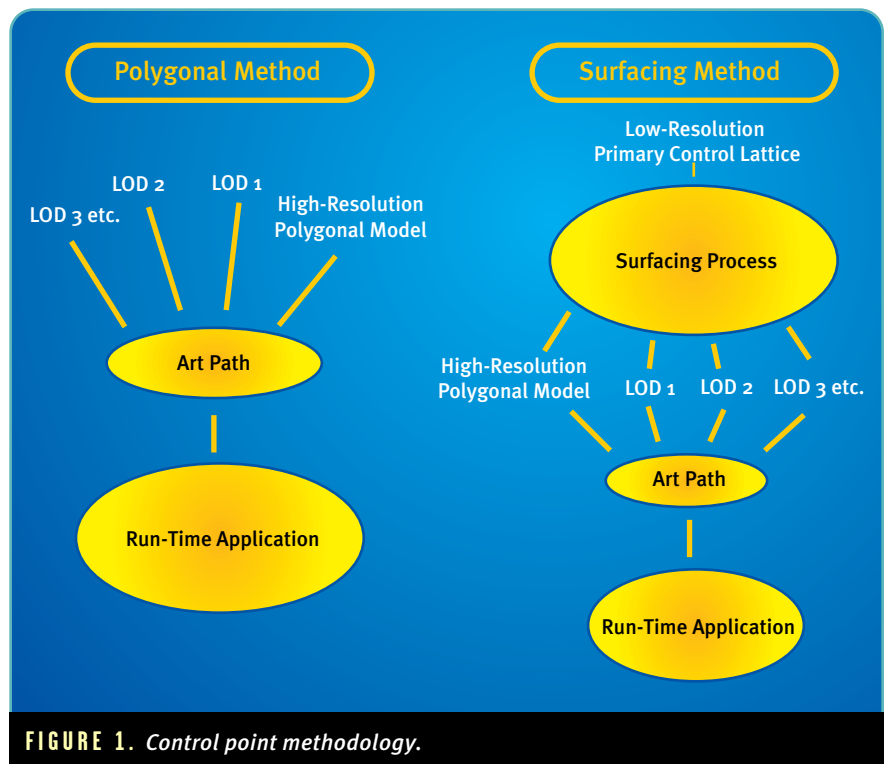 Polygonal Method
LOD 3 etc.
LOD 2
LOD 1
High-Resolution
Polygonal Model
Art Path
Run-Time Application
Surfacing Method
Low-Resolution
Primary Control Lattice
Surfacing Process
High-Resolution
Polygonal Model
LOD 1
LOD 2
LOD 3 etc.
Art Path
Run-Time Application
FIGURE 1. Control point methodology.